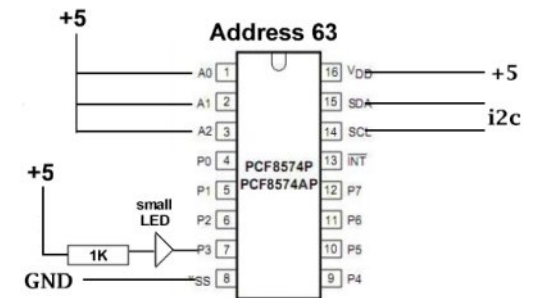 +5
Address 63
A0 1
16 VDD
+5
A1 2
15 SDA
i2c
A2 3
14 SCL
P0 4
13 INT
PCF8574P
PCF8574AP
+5
P1 5
12 P7
small
LED
P2 6
11 P6
1K
P3 7
10 P5
GND
VSS 8
9 P4